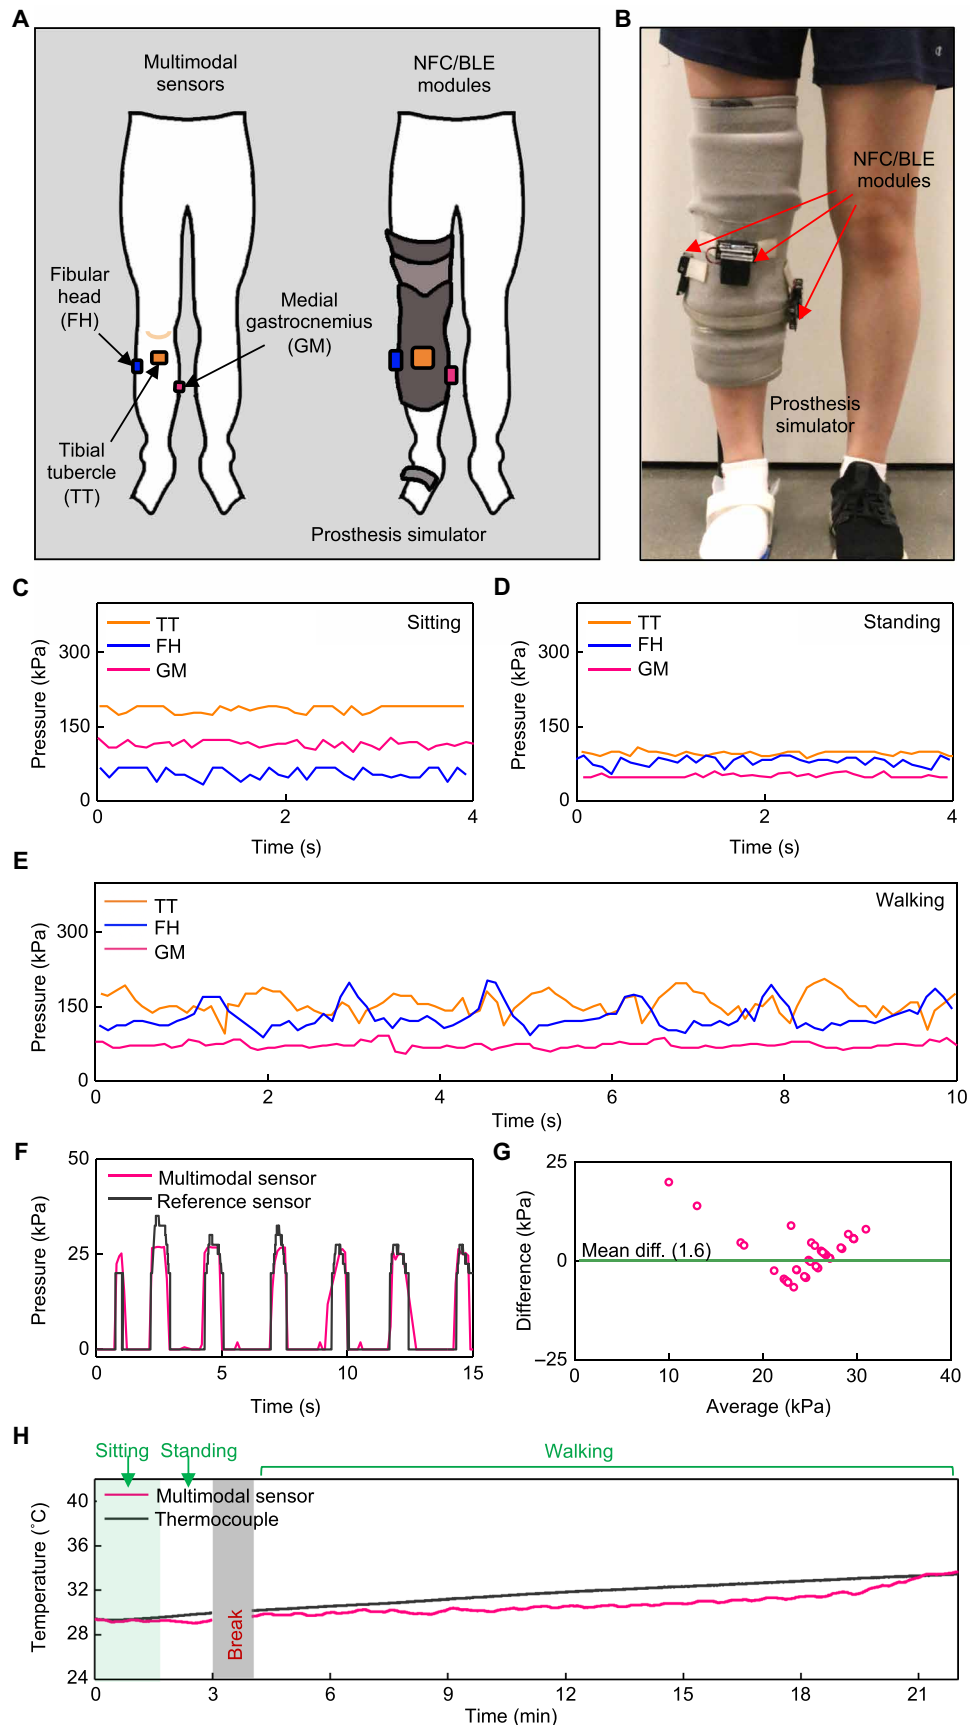 A
Multimodal
sensors
NFC/BLE
modules
Fibular
head
(FH)
Medial
gastrocnemius
(GM)
Tibial
tubercle
(TT)
Prosthesis simulator
B
NFC/BLE
modules
Prosthesis
simulator
C
TT
FH
GM
Sitting
Pressure (kPa)
300
150
0
0 2 4
Time (s)
D
TT
FH
GM
Standing
Pressure (kPa)
300
150
0
0 2 4
Time (s)
E
TT
FH
GM
Walking
Pressure (kPa)
300
150
0
0 2 4 6 8 10
Time (s)
F
Multimodal sensor
Reference sensor
Pressure (kPa)
50
25
0
0 5 10 15
Time (s)
G
Mean diff. (1.6)
Difference (kPa)
25
0
−25
0 10 20 30 40
Average (kPa)
H
Sitting Standing Walking
Multimodal sensor
Thermocouple
Break
Temperature (˚C)
40
36
32
28
24
0 3 6 9 12 15 18 21
Time (min)